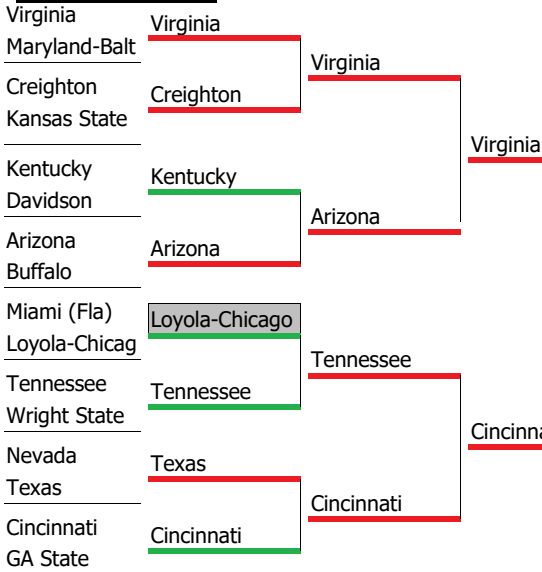 Virginia
Maryland-Balt
Creighton
Kansas State
Kentucky
Davidson
Arizona
Buffalo
Miami (Fla)
Loyola-Chicag
Tennessee
Wright State
Nevada
Texas
Cincinnati
GA State
Virginia
Creighton
Kentucky
Arizona
Loyola-Chicago
Tennessee
Texas
Cincinnati
Virginia
Arizona
Tennessee
Cincinnati
Virginia
Cincinna